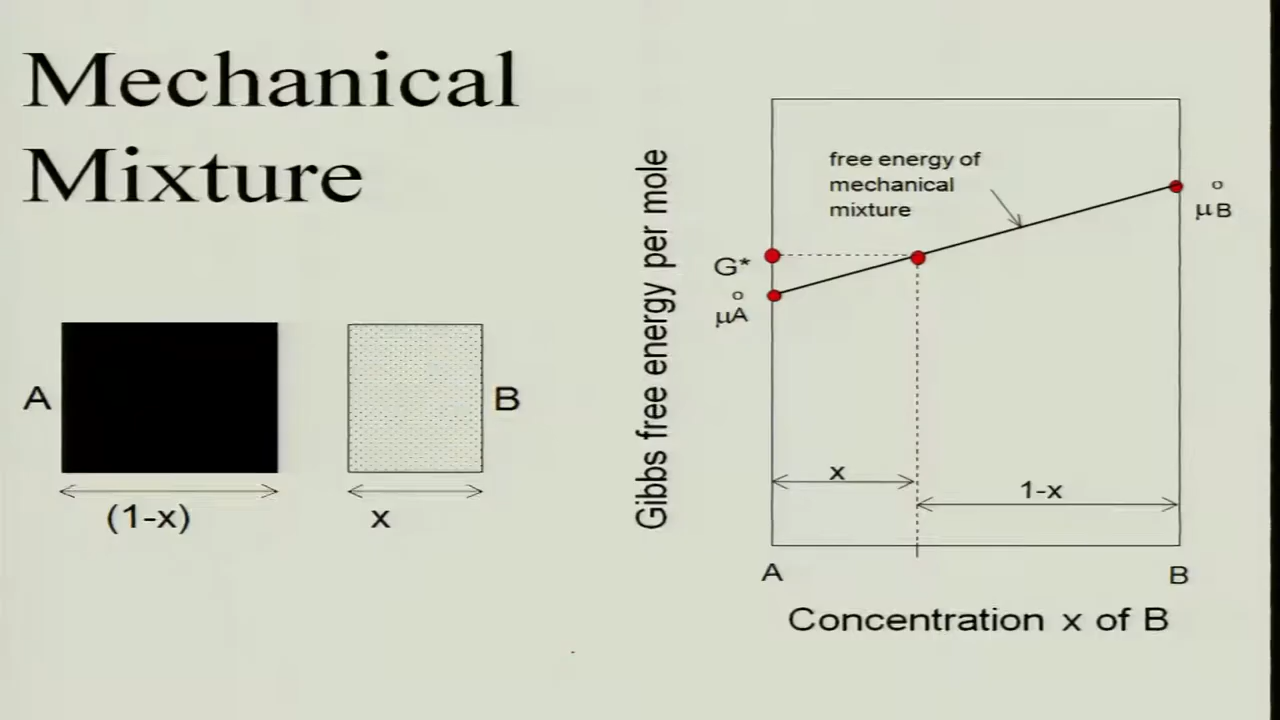 Mechanical
Mixture
A
B
(1-x)
x
Gibbs free energy per mole
free energy of
mechanical
mixture
G*
o
μA
o
μB
x
1-x
A
B
Concentration x of B